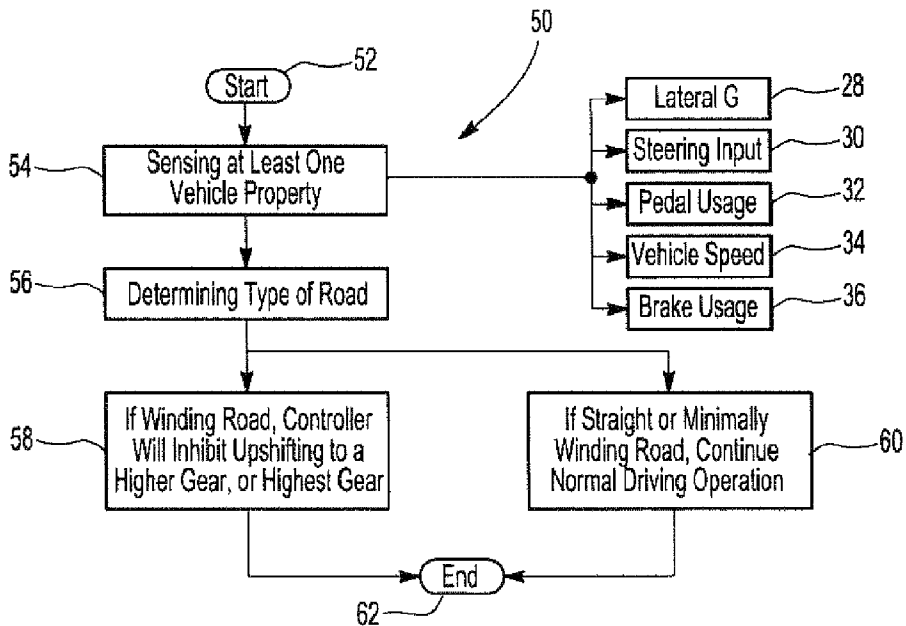 50
52
Start
Lateral G
28
Steering Input
30
54
Sensing at Least One
Vehicle Property
Pedal Usage
32
Vehicle Speed
34
56
Determining Type of Road
Brake Usage
36
58
If Winding Road, Controller
Will Inhibit Upshifting to a
Higher Gear, or Highest Gear
If Straight or Minimally
Winding Road, Continue
Normal Driving Operation
60
End
62